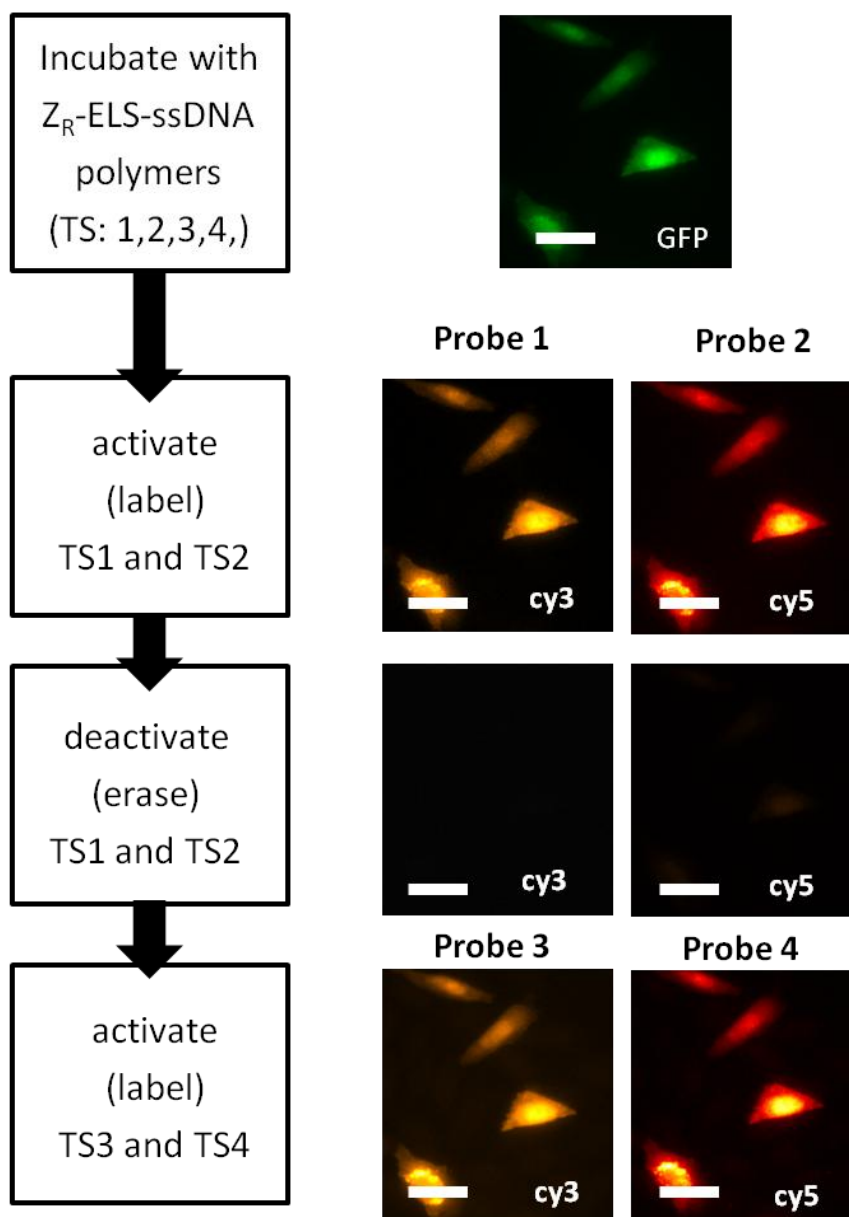 Incubate with
ZR-ELS-ssDNA
polymers
(TS: 1,2,3,4,)
GFP
Probe 1
Probe 2
activate
(label)
TS1 and TS2
cy3
cy5
deactivate
(erase)
TS1 and TS2
cy3
cy5
Probe 3
Probe 4
activate
(label)
TS3 and TS4
cy3
cy5